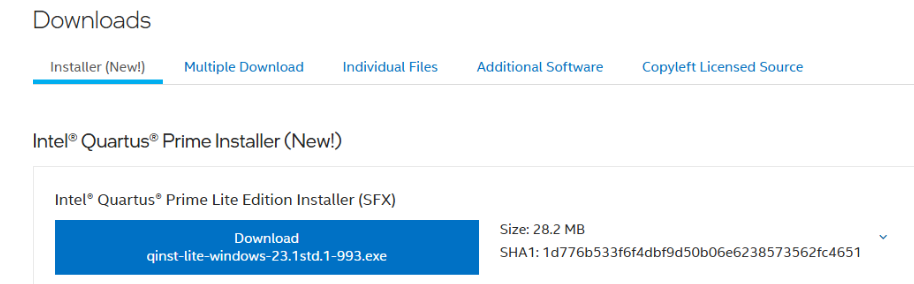 Downloads
Installer (New!) Multiple Download Individual Files Additional Software Copyleft Licensed Source
Intel® Quartus® Prime Installer (New!)
Intel® Quartus® Prime Lite Edition Installer (SFX)
Download
qinst-lite-windows-23.1std.1-993.exe
Size: 28.2 MB
SHA1: 1d776b533f6f4dbf9d50b06e6238573562fc4651